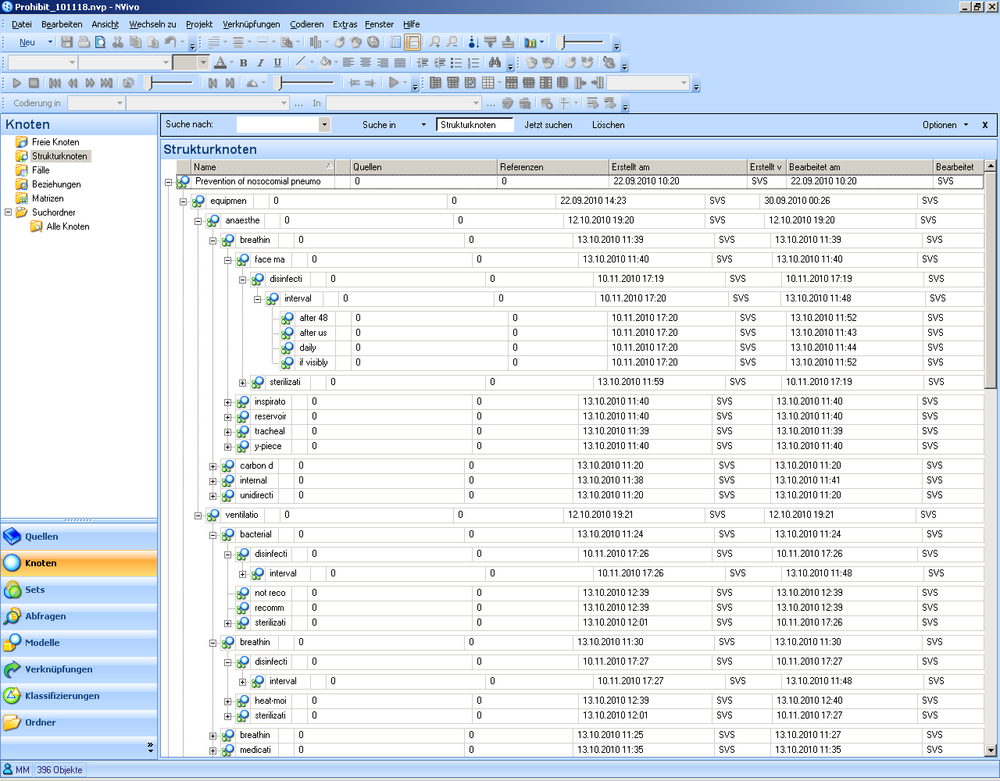 Prohibit_101118.nvp - NVivo
Datei Bearbeiten Ansicht Wechseln zu Projekt Verknüpfungen Codieren Extras Fenster Hilfe
Neu
B I U
Codierung in ... In ...
Knoten
Freie Knoten
Strukturknoten
Fälle
Beziehungen
Matrizen
Suchordner
Alle Knoten
Quellen
Knoten
Sets
Abfragen
Modelle
Verknüpfungen
Klassifizierungen
Ordner
Suche nach: Suche in Strukturknoten Jetzt suchen Löschen Optionen x
Strukturknoten
Name Quellen Referenzen Erstellt am Erstellt v Bearbeitet am Bearbeitet
Prevention of nosocomial pneumo 0 0 22.09.2010 10:20 SVS 22.09.2010 10:20 SVS
equipmen 0 0 22.09.2010 14:23 SVS 30.09.2010 00:26 SVS
anaesthe 0 0 12.10.2010 19:20 SVS 12.10.2010 19:20 SVS
breathin 0 0 13.10.2010 11:39 SVS 13.10.2010 11:39 SVS
face ma 0 0 13.10.2010 11:40 SVS 13.10.2010 11:40 SVS
disinfecti 0 0 10.11.2010 17:19 SVS 10.11.2010 17:19 SVS
interval 0 0 10.11.2010 17:20 SVS 13.10.2010 11:48 SVS
after 48 0 0 10.11.2010 17:20 SVS 13.10.2010 11:52 SVS
after us 0 0 10.11.2010 17:20 SVS 13.10.2010 11:43 SVS
daily 0 0 10.11.2010 17:20 SVS 13.10.2010 11:44 SVS
if visibly 0 0 10.11.2010 17:20 SVS 13.10.2010 11:52 SVS
sterilizati 0 0 13.10.2010 11:59 SVS 10.11.2010 17:19 SVS
inspirato 0 0 13.10.2010 11:40 SVS 13.10.2010 11:40 SVS
reservoir 0 0 13.10.2010 11:40 SVS 13.10.2010 11:40 SVS
tracheal 0 0 13.10.2010 11:39 SVS 13.10.2010 11:39 SVS
y-piece 0 0 13.10.2010 11:40 SVS 13.10.2010 11:40 SVS
carbon d 0 0 13.10.2010 11:20 SVS 13.10.2010 11:20 SVS
internal 0 0 13.10.2010 11:38 SVS 13.10.2010 11:41 SVS
unidirecti 0 0 13.10.2010 11:20 SVS 13.10.2010 11:20 SVS
ventilatio 0 0 12.10.2010 19:21 SVS 12.10.2010 19:21 SVS
bacterial 0 0 13.10.2010 11:24 SVS 13.10.2010 11:24 SVS
disinfecti 0 0 10.11.2010 17:26 SVS 10.11.2010 17:26 SVS
interval 0 0 10.11.2010 17:26 SVS 13.10.2010 11:48 SVS
not reco 0 0 13.10.2010 12:39 SVS 13.10.2010 12:39 SVS
recomm 0 0 13.10.2010 12:39 SVS 13.10.2010 12:39 SVS
sterilizati 0 0 13.10.2010 12:01 SVS 10.11.2010 17:26 SVS
breathin 0 0 13.10.2010 11:30 SVS 13.10.2010 11:30 SVS
disinfecti 0 0 10.11.2010 17:27 SVS 10.11.2010 17:27 SVS
interval 0 0 10.11.2010 17:27 SVS 13.10.2010 11:48 SVS
heat-moi 0 0 13.10.2010 12:39 SVS 13.10.2010 12:40 SVS
sterilizati 0 0 13.10.2010 12:01 SVS 10.11.2010 17:27 SVS
breathin 0 0 13.10.2010 11:25 SVS 13.10.2010 11:27 SVS
medicati 0 0 13.10.2010 11:35 SVS 13.10.2010 11:35 SVS
MM 396 Objekte